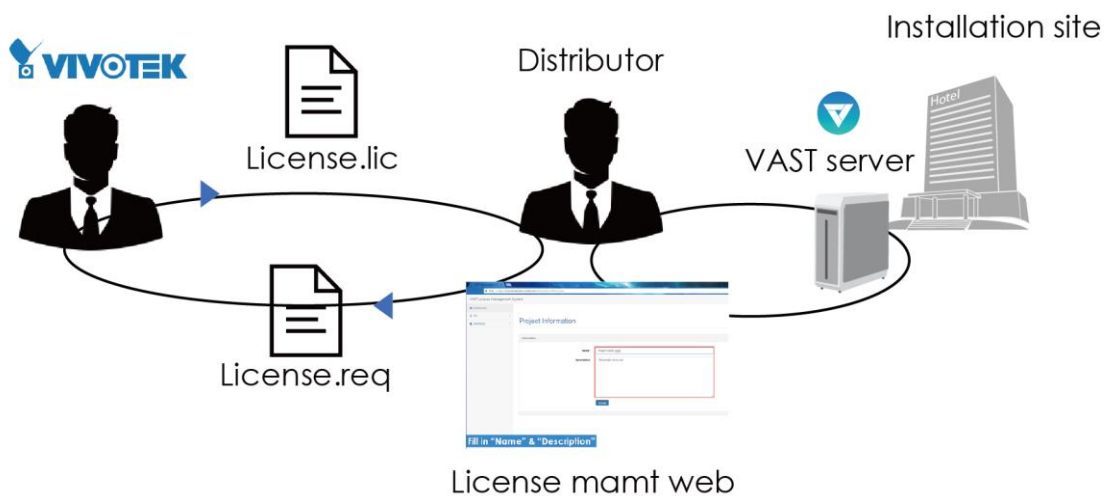 Installation site
VIVOTEK
Distributor
Hotel
License.lic
VAST server
Project Information
License.req
Fill in "Name" & "Description"
License mamt web